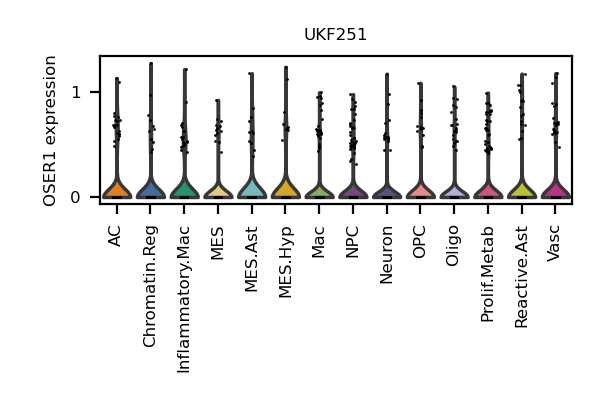 UKF251
OSER1 expression
1
0
AC
Chromatin.Reg
Inflammatory.Mac
MES
MES.Ast
MES.Hyp
Mac
NPC
Neuron
OPC
Oligo
Prolif.Metab
Reactive.Ast
Vasc